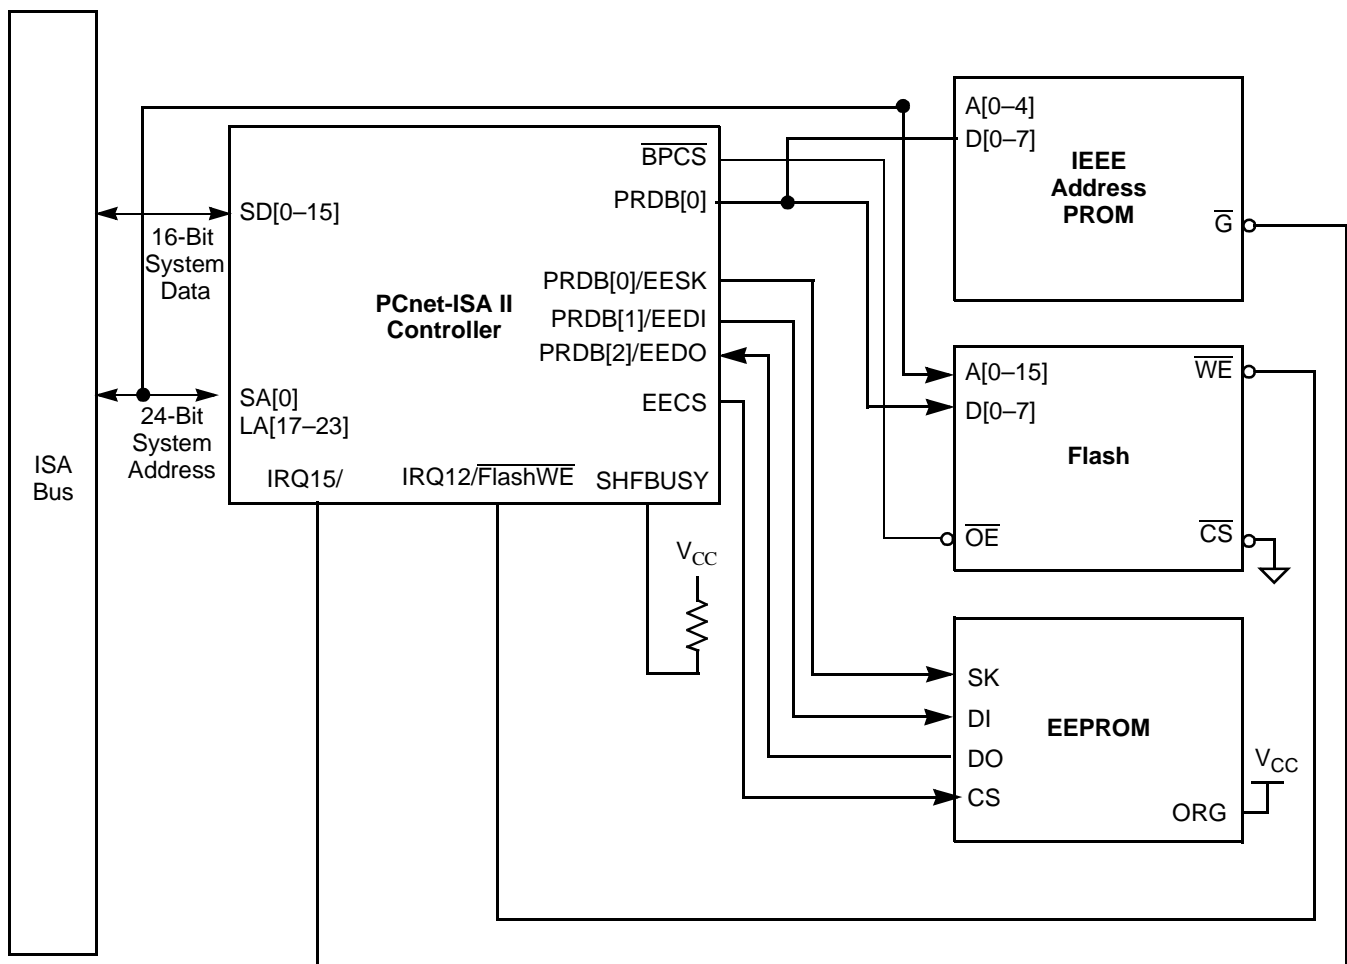 ISA
Bus
16-Bit
System
Data
24-Bit
System
Address
PCnet-ISA II
Controller
SD[0–15]
SA[0]
LA[17–23]
IRQ15/
IRQ12/FlashWE
SHFBUSY
BPCS
PRDB[0]
PRDB[0]/EESK
PRDB[1]/EEDI
PRDB[2]/EEDO
EECS
VCC
A[0–4]
D[0–7]
IEEE
Address
PROM
G
A[0–15]
D[0–7]
WE
Flash
OE
CS
SK
DI
DO
CS
EEPROM
ORG
VCC